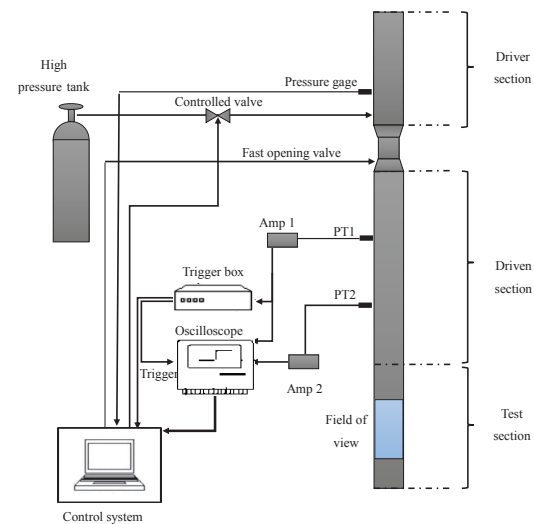 High
pressure tank
Pressure gage
Driver
section
Controlled valve
Fast opening valve
Amp 1
PT1
Driven
section
Trigger box
PT2
Oscilloscope
Trigger
Amp 2
Field of
view
Test
section
Control system